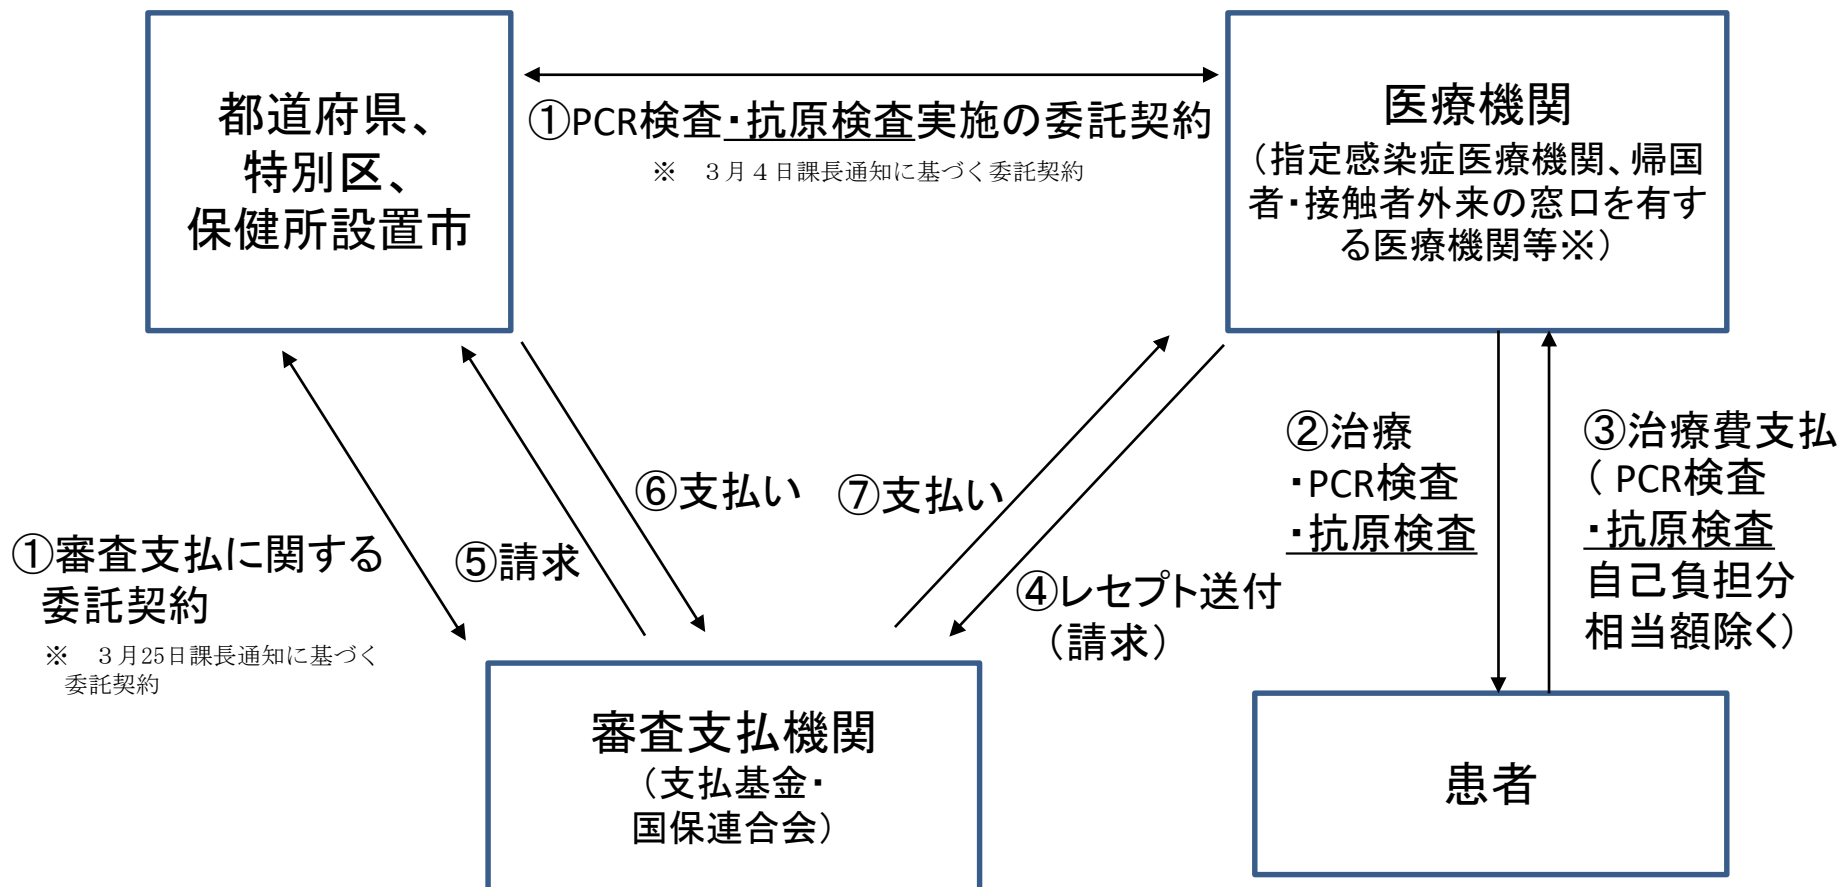 都道府県、
特別区、
保健所設置市
①PCR検査・抗原検査実施の委託契約
※　３月４日課長通知に基づく委託契約
医療機関
（指定感染症医療機関、帰国
者・接触者外来の窓口を有す
る医療機関等※）
①審査支払に関する
委託契約
※　３月25日課長通知に基づく
委託契約
⑤請求
⑥支払い
⑦支払い
④レセプト送付
（請求）
②治療
・PCR検査
・抗原検査
③治療費支払
（ PCR検査
・抗原検査
自己負担分
相当額除く）
審査支払機関
（支払基金・
国保連合会）
患者